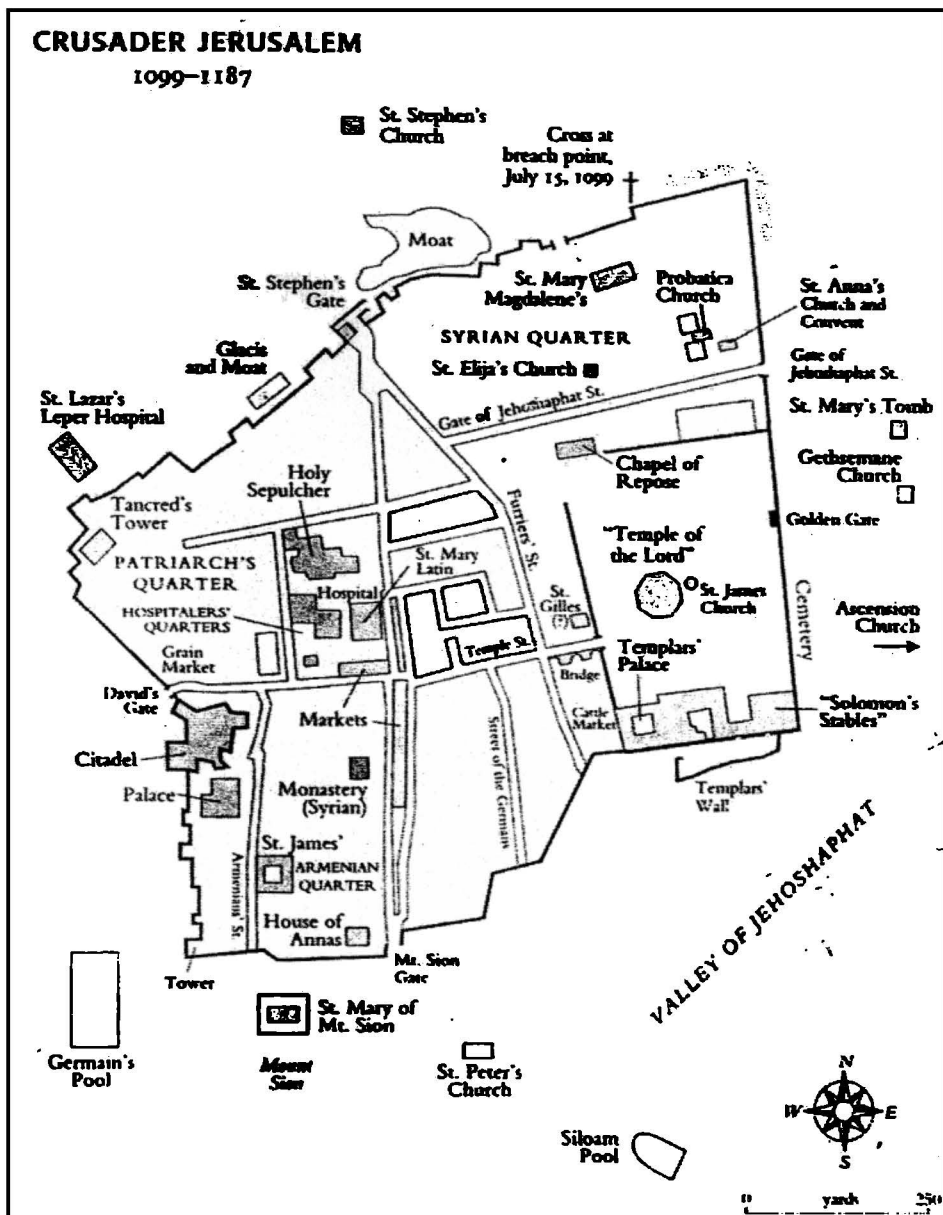 CRUSADER JERUSALEM
1099–1187
St. Stephen's
Church
Cross at
breach point,
July 15, 1099
Moat
St. Stephen's
Gate
St. Mary
Magdalene's
Probatica
Church
St. Anna's
Church and
Convent
SYRIAN QUARTER
Glacis
and Moat
St. Elija's Church
Gate of
Jehoshaphat St.
Gate of Jehoshaphat St.
St. Lazar's
Leper Hospital
St. Mary's Tomb
Chapel of
Repose
Gethsemane
Church
Holy
Sepulcher
Tancred's
Tower
Furriers' St.
Golden Gate
"Temple of
the Lord"
PATRIARCH'S
QUARTER
St. Mary
Latin
Hospital
St. James
Church
HOSPITALERS'
QUARTERS
St.
Gilles
(?)
Cemetery
Ascension
Church
Grain
Market
Temple St.
Templars'
Palace
Bridge
David's
Gate
Markets
Cattle
Market
"Solomon's
Stables"
Citadel
Street of the Germans
Palace
Monastery
(Syrian)
Templars'
Wall
St. James'
ARMENIAN
QUARTER
Armenians' St.
House of
Annas
VALLEY OF JEHOSHAPHAT
Mt. Sion
Gate
Tower
St. Mary of
Mt. Sion
Germain's
Pool
Mount
Sion
St. Peter's
Church
N
W
E
S
Siloam
Pool
0 yards 250